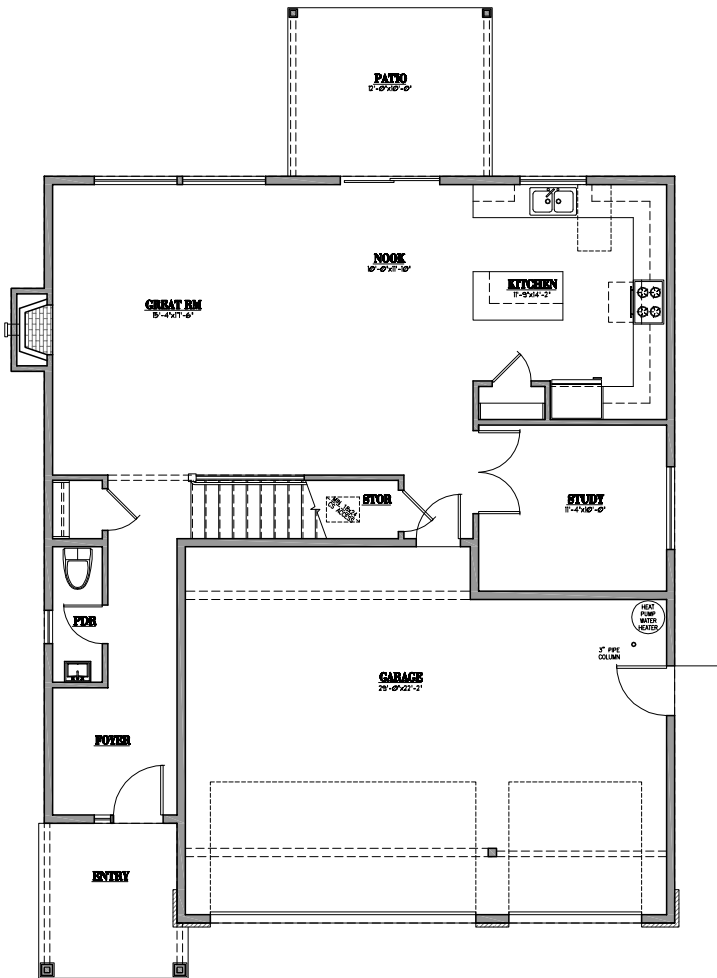 PATIO
12'-0"x10'-0"
NOOK
10'-0"x11'-10"
KITCHEN
11'-9"x14'-2"
GREAT RM
15'-4"x17'-6"
STOR
STUDY
11'-4"x10'-0"
HEAT
PUMP
WATER
HEATER
PDR
3" PIPE
COLUMN
GARAGE
29'-0"x22'-2"
FOYER
ENTRY